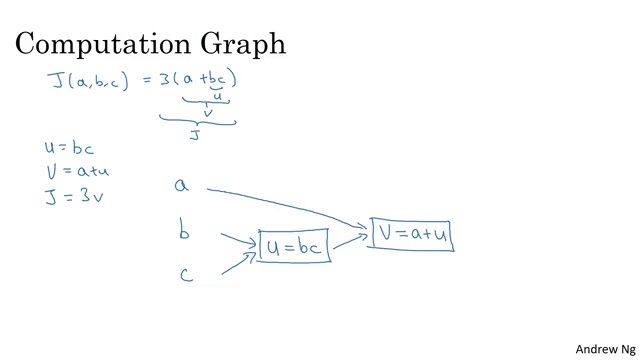 Computation Graph
J(a,b,c) = 3(a+bc)
u
v
J
u = bc
V = a+u
J = 3v
a
b
c
u = bc
V = a+u
Andrew Ng